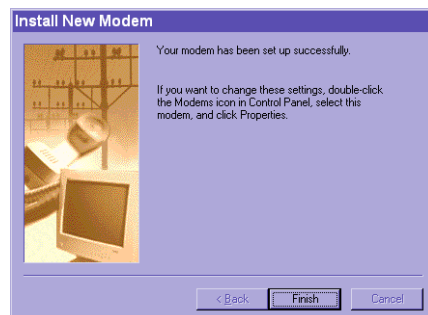 Install New Modem
Your modem has been set up successfully.
If you want to change these settings, double-click
the Modems icon in Control Panel, select this
modem, and click Properties.
< Back
Finish
Cancel